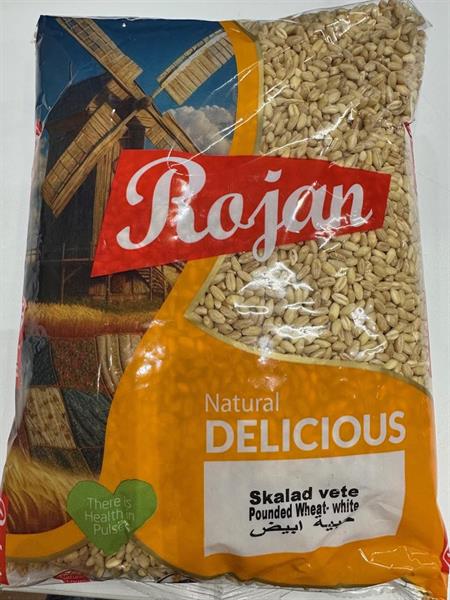 Rojan
Natural
DELICIOUS
Skalad vete
Pounded Wheat- white
حبية ابيض
There is
Health in
Pulses